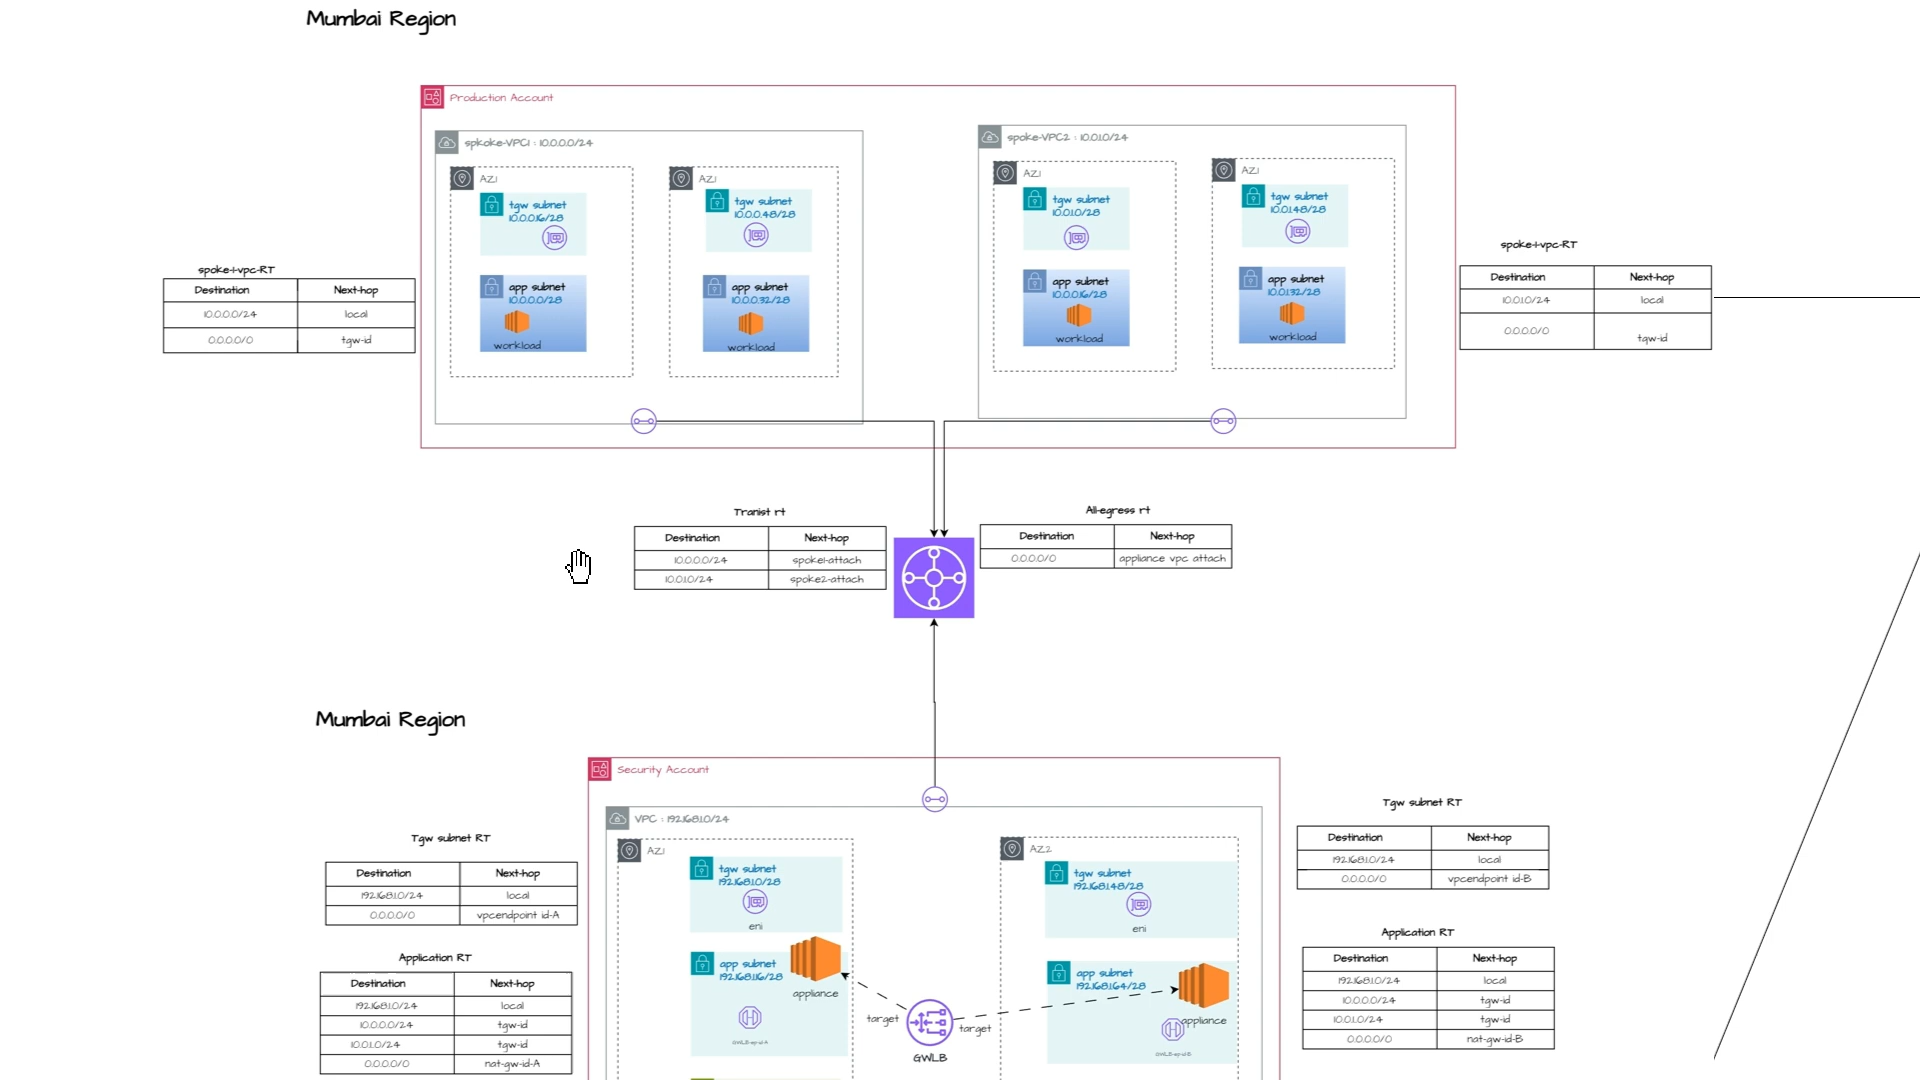 Mumbai Region
Production Account
spkoke-VPC1 : 10.0.0.0/24
AZ1
tgw subnet
10.0.0.16/28
app subnet
10.0.0.0/28
workload
AZ1
tgw subnet
10.0.0.48/28
app subnet
10.0.0.32/28
workload
spoke-VPC2 : 10.0.1.0/24
AZ1
tgw subnet
10.0.1.0/28
app subnet
10.0.0.16/28
workload
AZ1
tgw subnet
10.0.1.48/28
app subnet
10.0.1.32/28
workload
spoke-1-vpc-RT
Destination Next-hop
10.0.0.0/24 local
0.0.0.0/0 tgw-id
spoke-1-vpc-RT
Destination Next-hop
10.0.1.0/24 local
0.0.0.0/0 tgw-id
Tranist rt
Destination Next-hop
10.0.0.0/24 spoke1-attach
10.0.1.0/24 spoke2-attach
All-egress rt
Destination Next-hop
0.0.0.0/0 appliance vpc attach
Mumbai Region
Security Account
VPC : 192.168.1.0/24
AZ1
tgw subnet
192.168.1.0/28
eni
app subnet
192.168.1.16/28
appliance
GWLB-ep-id-A
AZ2
tgw subnet
192.168.1.48/28
eni
app subnet
192.168.1.64/28
appliance
GWLB-ep-id-B
target
target
GWLB
Tgw subnet RT
Destination Next-hop
192.168.1.0/24 local
0.0.0.0/0 vpcendpoint id-A
Application RT
Destination Next-hop
192.168.1.0/24 local
10.0.0.0/24 tgw-id
10.0.1.0/24 tgw-id
0.0.0.0/0 nat-gw-id-A
Tgw subnet RT
Destination Next-hop
192.168.1.0/24 local
0.0.0.0/0 vpcendpoint id-B
Application RT
Destination Next-hop
192.168.1.0/24 local
10.0.0.0/24 tgw-id
10.0.1.0/24 tgw-id
0.0.0.0/0 nat-gw-id-B